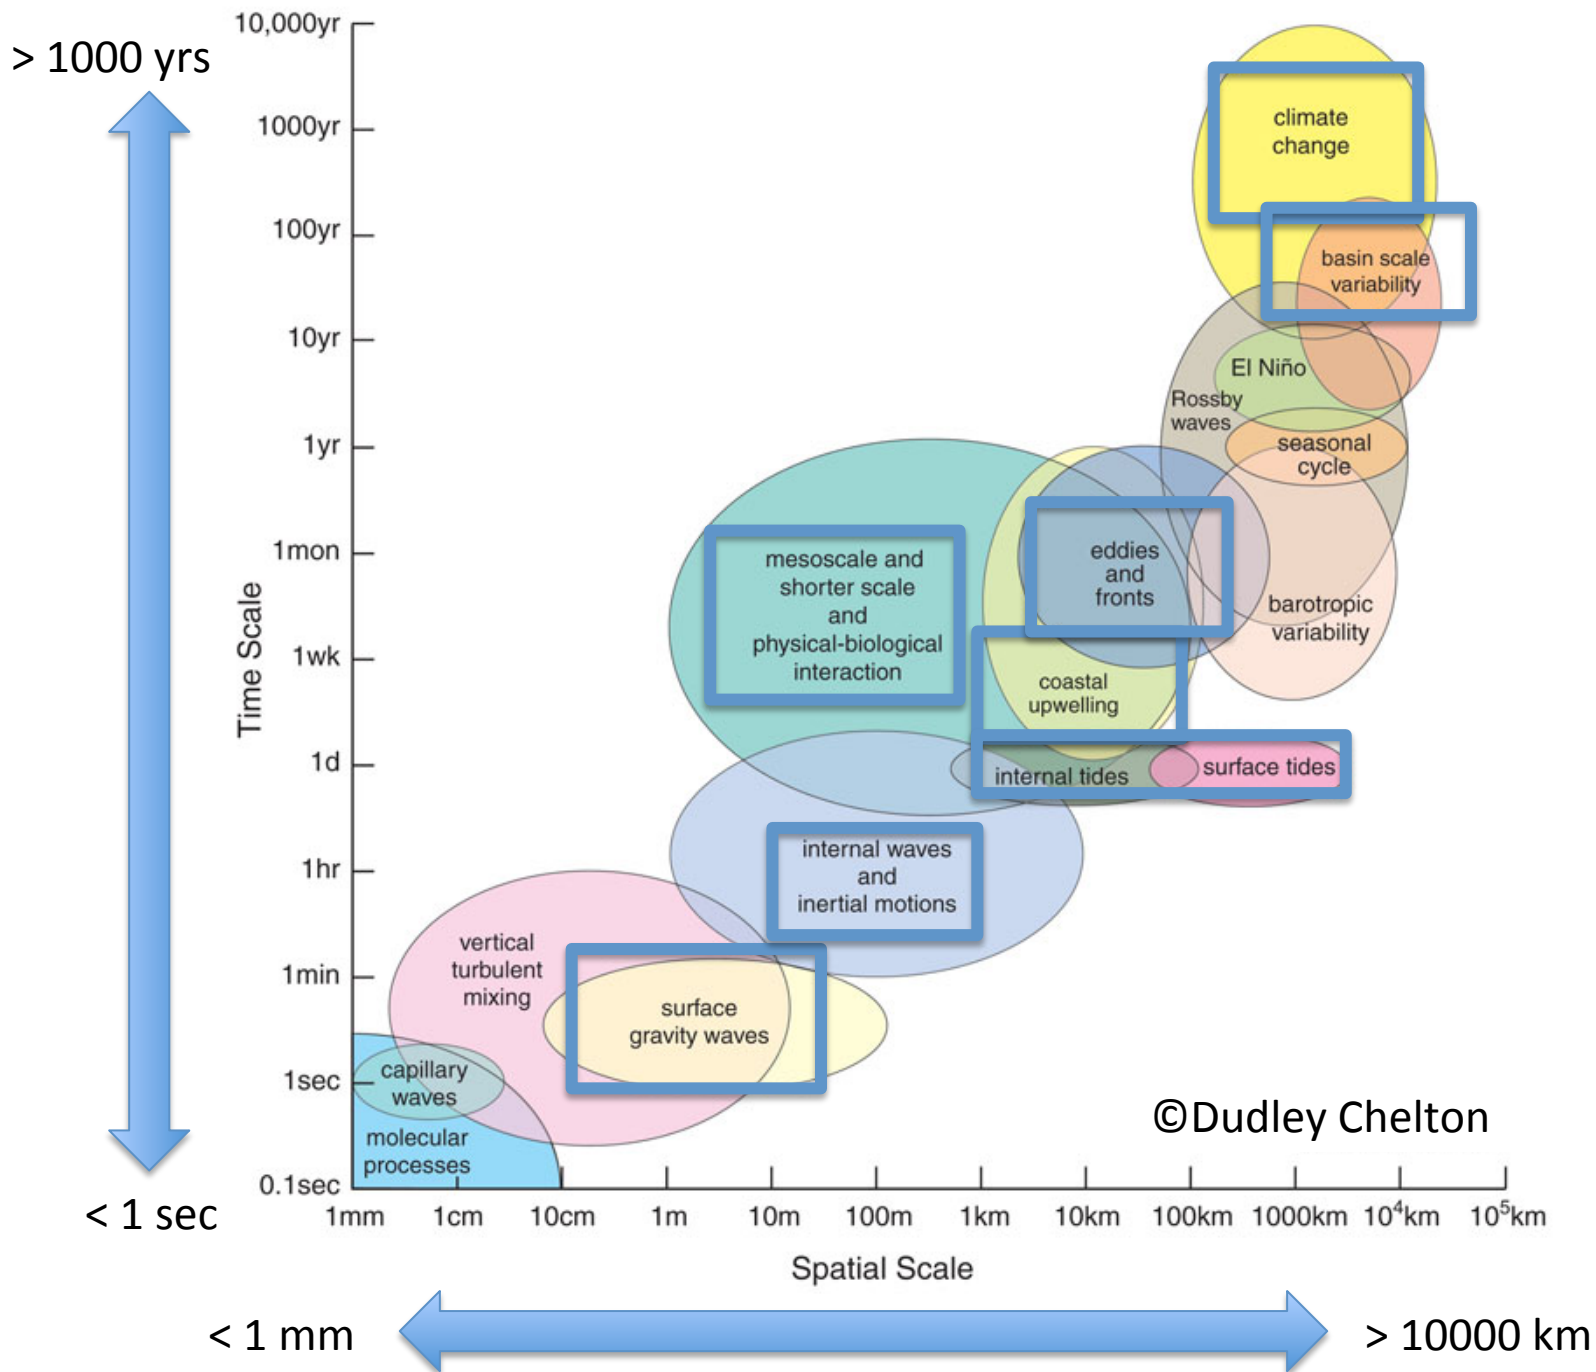 10,000yr
> 1000 yrs
1000yr
100yr
10yr
1yr
1mon
1wk
1d
1hr
1min
1sec
0.1sec
Time Scale
< 1 sec
climate
change
basin scale
variability
El Niño
Rossby
waves
seasonal
cycle
mesoscale and
shorter scale
and
physical-biological
interaction
eddies
and
fronts
barotropic
variability
coastal
upwelling
internal tides
surface tides
internal waves
and
inertial motions
vertical
turbulent
mixing
surface
gravity waves
capillary
waves
molecular
processes
©Dudley Chelton
1mm 1cm 10cm 1m 10m 100m 1km 10km 100km 1000km 10⁴km 10⁵km
Spatial Scale
< 1 mm
> 10000 km